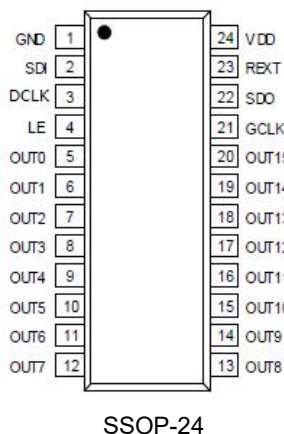 GND 1 24 VDD
SDI 2 23 REXT
DCLK 3 22 SDO
LE 4 21 GCLK
OUT0 5 20 OUT15
OUT1 6 19 OUT14
OUT2 7 18 OUT13
OUT3 8 17 OUT12
OUT4 9 16 OUT11
OUT5 10 15 OUT10
OUT6 11 14 OUT9
OUT7 12 13 OUT8
SSOP-24